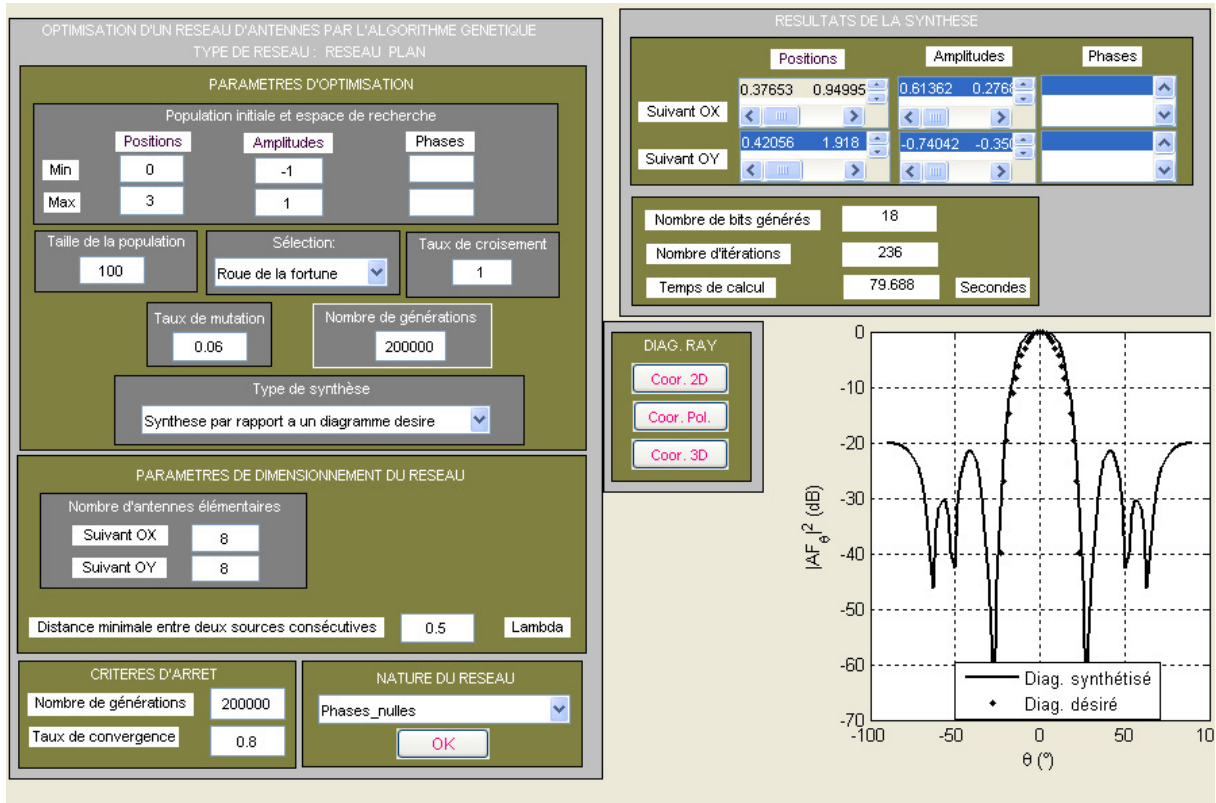 OPTIMISATION D'UN RESEAU D'ANTENNES PAR L'ALGORITHME GENETIQUE
TYPE DE RESEAU : RESEAU PLAN
PARAMETRES D'OPTIMISATION
Population initiale et espace de recherche
Positions Amplitudes Phases
Min 0 -1
Max 3 1
Taille de la population
100
Sélection:
Roue de la fortune
Taux de croisement
1
Taux de mutation
0.06
Nombre de générations
200000
Type de synthèse
Synthese par rapport a un diagramme desire
PARAMETRES DE DIMENSIONNEMENT DU RESEAU
Nombre d'antennes élémentaires
Suivant OX 8
Suivant OY 8
Distance minimale entre deux sources consécutives 0.5 Lambda
CRITERES D'ARRET
Nombre de générations 200000
Taux de convergence 0.8
NATURE DU RESEAU
Phases_nulles
OK
RESULTATS DE LA SYNTHESE
Positions Amplitudes Phases
Suivant OX 0.37653 0.94995 0.61362 0.276
Suivant OY 0.42056 1.918 -0.74042 -0.35
Nombre de bits générés 18
Nombre d'itérations 236
Temps de calcul 79.688 Secondes
DIAG. RAY
Coor. 2D
Coor. Pol.
Coor. 3D
|AFθ|² (dB)
0
-10
-20
-30
-40
-50
-60
-70
Diag. synthétisé
Diag. désiré
-100 -50 0 50 10
θ (°)